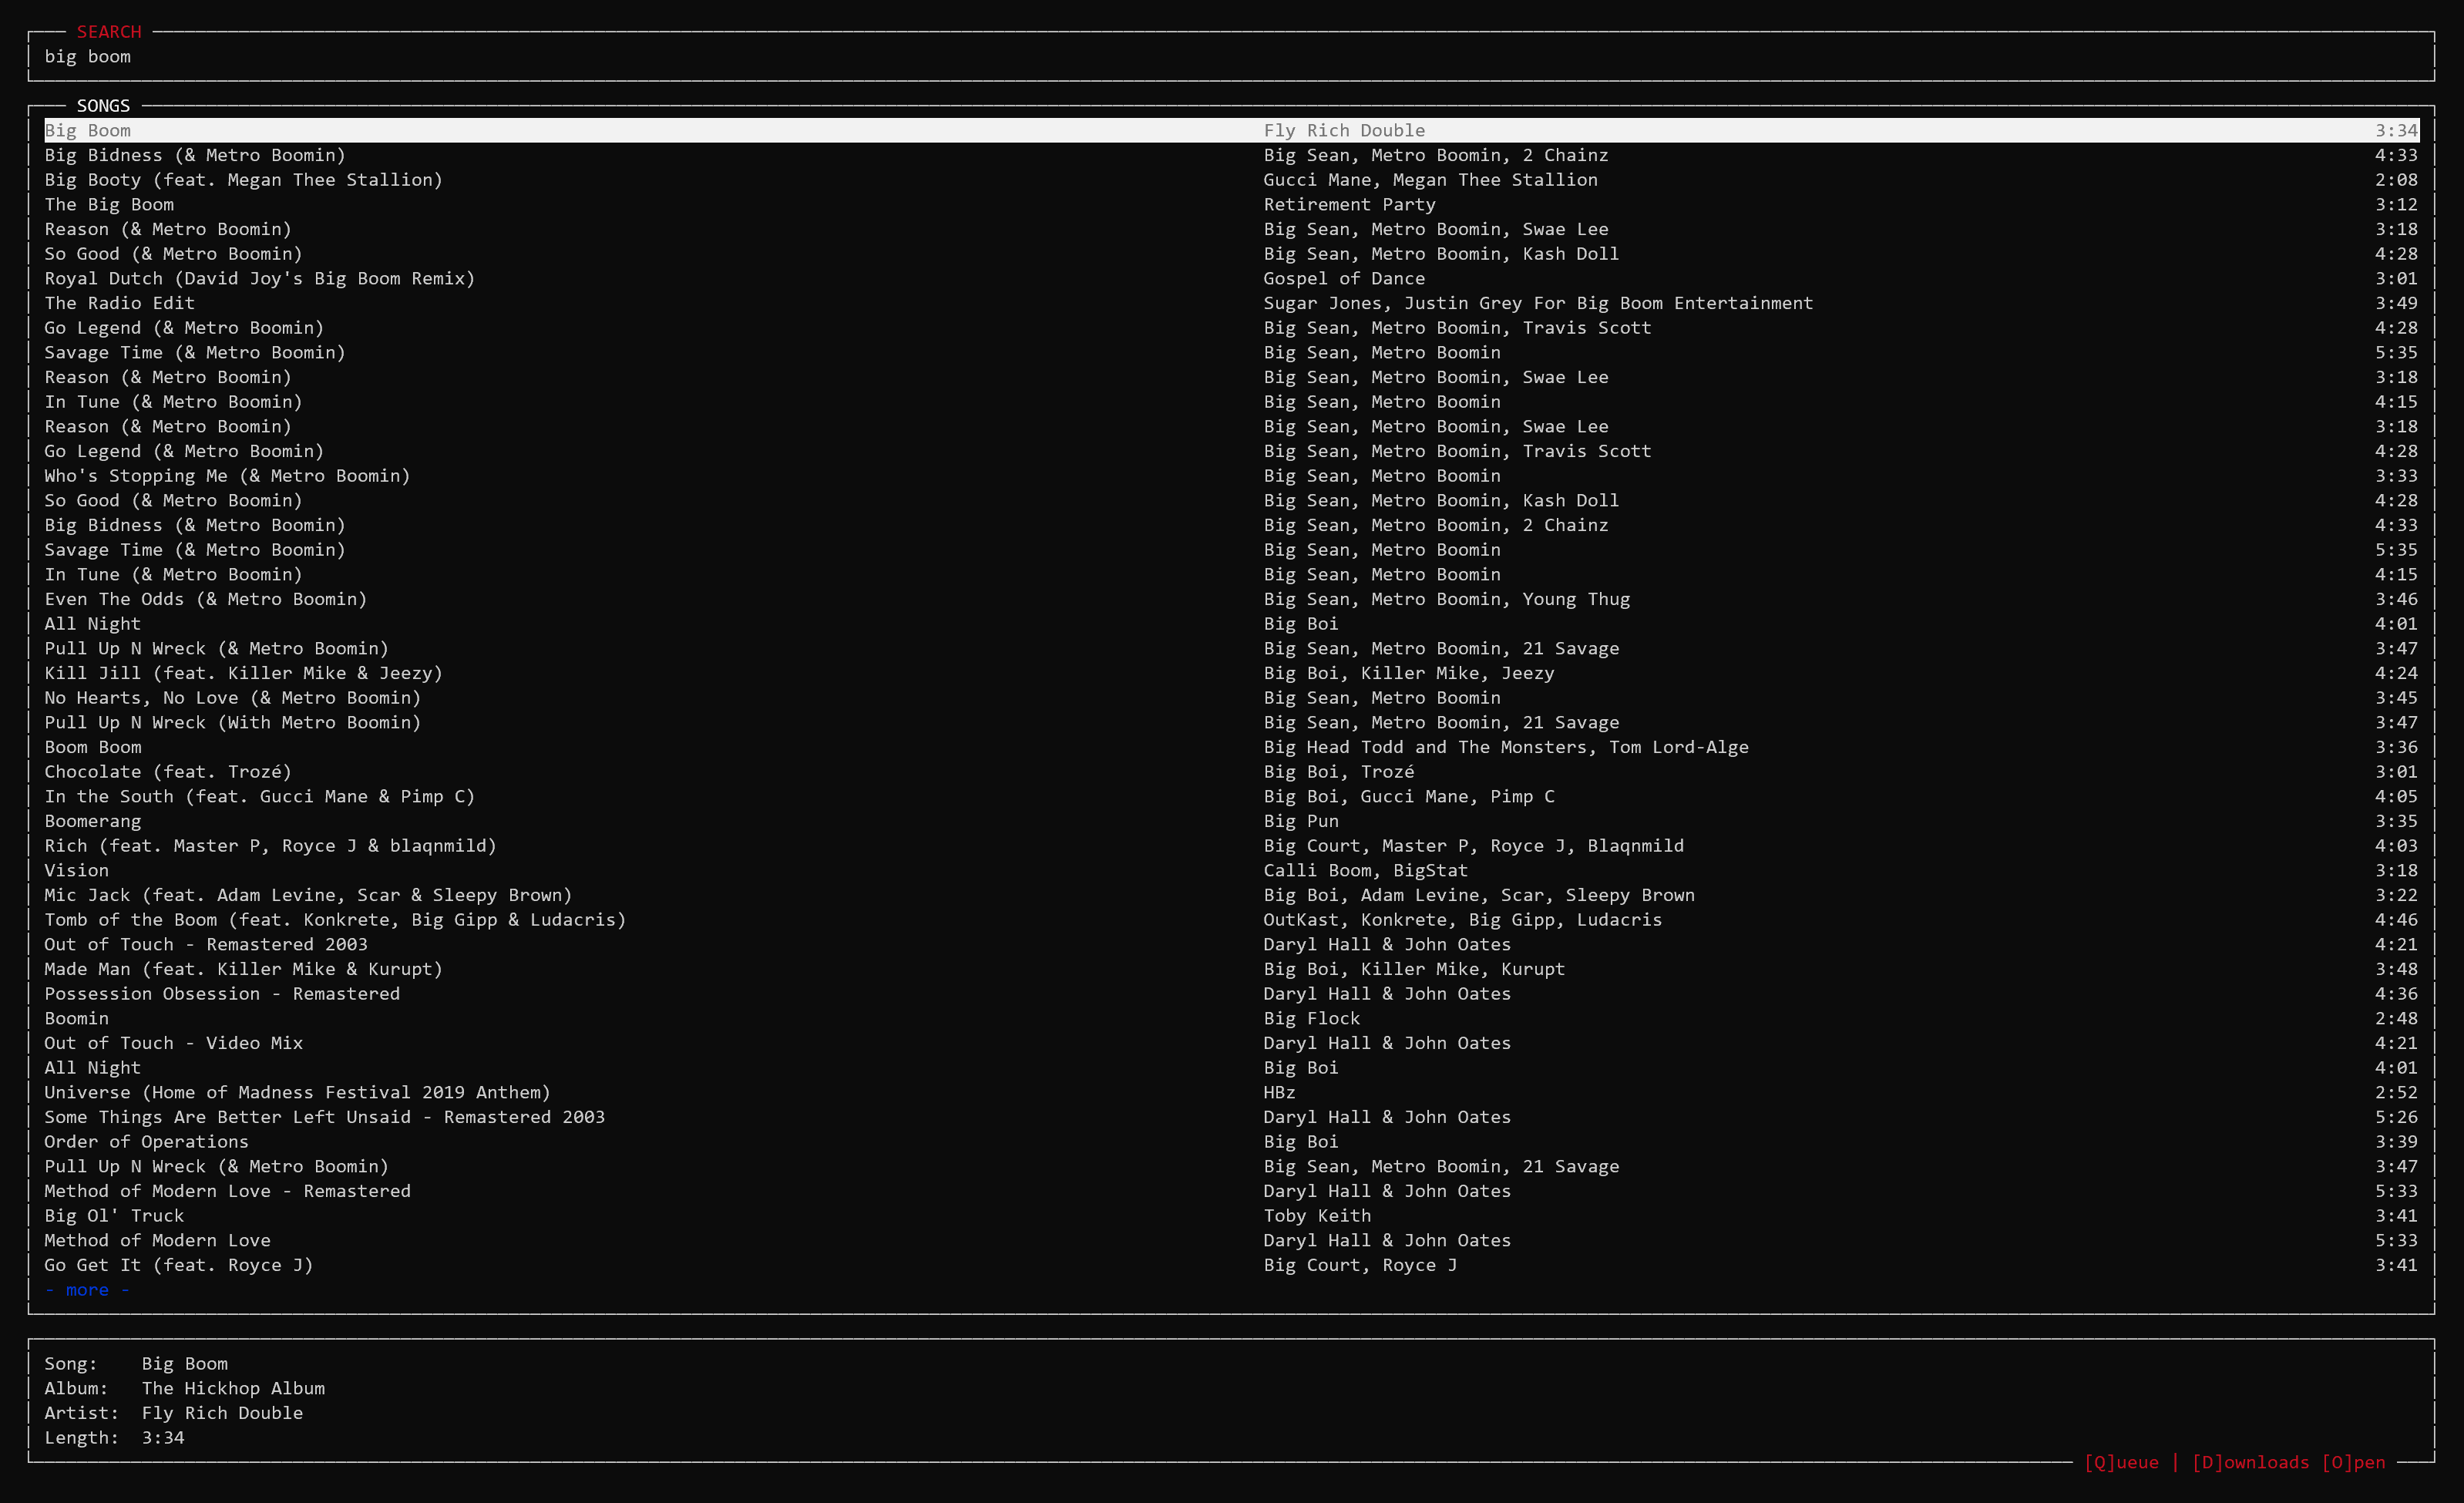 SEARCH
big boom
SONGS
Big Boom Fly Rich Double 3:34
Big Bidness (& Metro Boomin) Big Sean, Metro Boomin, 2 Chainz 4:33
Big Booty (feat. Megan Thee Stallion) Gucci Mane, Megan Thee Stallion 2:08
The Big Boom Retirement Party 3:12
Reason (& Metro Boomin) Big Sean, Metro Boomin, Swae Lee 3:18
So Good (& Metro Boomin) Big Sean, Metro Boomin, Kash Doll 4:28
Royal Dutch (David Joy's Big Boom Remix) Gospel of Dance 3:01
The Radio Edit Sugar Jones, Justin Grey For Big Boom Entertainment 3:49
Go Legend (& Metro Boomin) Big Sean, Metro Boomin, Travis Scott 4:28
Savage Time (& Metro Boomin) Big Sean, Metro Boomin 5:35
Reason (& Metro Boomin) Big Sean, Metro Boomin, Swae Lee 3:18
In Tune (& Metro Boomin) Big Sean, Metro Boomin 4:15
Reason (& Metro Boomin) Big Sean, Metro Boomin, Swae Lee 3:18
Go Legend (& Metro Boomin) Big Sean, Metro Boomin, Travis Scott 4:28
Who's Stopping Me (& Metro Boomin) Big Sean, Metro Boomin 3:33
So Good (& Metro Boomin) Big Sean, Metro Boomin, Kash Doll 4:28
Big Bidness (& Metro Boomin) Big Sean, Metro Boomin, 2 Chainz 4:33
Savage Time (& Metro Boomin) Big Sean, Metro Boomin 5:35
In Tune (& Metro Boomin) Big Sean, Metro Boomin 4:15
Even The Odds (& Metro Boomin) Big Sean, Metro Boomin, Young Thug 3:46
All Night Big Boi 4:01
Pull Up N Wreck (& Metro Boomin) Big Sean, Metro Boomin, 21 Savage 3:47
Kill Jill (feat. Killer Mike & Jeezy) Big Boi, Killer Mike, Jeezy 4:24
No Hearts, No Love (& Metro Boomin) Big Sean, Metro Boomin 3:45
Pull Up N Wreck (With Metro Boomin) Big Sean, Metro Boomin, 21 Savage 3:47
Boom Boom Big Head Todd and The Monsters, Tom Lord-Alge 3:36
Chocolate (feat. Trozé) Big Boi, Trozé 3:01
In the South (feat. Gucci Mane & Pimp C) Big Boi, Gucci Mane, Pimp C 4:05
Boomerang Big Pun 3:35
Rich (feat. Master P, Royce J & blaqnmild) Big Court, Master P, Royce J, Blaqnmild 4:03
Vision Calli Boom, BigStat 3:18
Mic Jack (feat. Adam Levine, Scar & Sleepy Brown) Big Boi, Adam Levine, Scar, Sleepy Brown 3:22
Tomb of the Boom (feat. Konkrete, Big Gipp & Ludacris) OutKast, Konkrete, Big Gipp, Ludacris 4:46
Out of Touch - Remastered 2003 Daryl Hall & John Oates 4:21
Made Man (feat. Killer Mike & Kurupt) Big Boi, Killer Mike, Kurupt 3:48
Possession Obsession - Remastered Daryl Hall & John Oates 4:36
Boomin Big Flock 2:48
Out of Touch - Video Mix Daryl Hall & John Oates 4:21
All Night Big Boi 4:01
Universe (Home of Madness Festival 2019 Anthem) HBz 2:52
Some Things Are Better Left Unsaid - Remastered 2003 Daryl Hall & John Oates 5:26
Order of Operations Big Boi 3:39
Pull Up N Wreck (& Metro Boomin) Big Sean, Metro Boomin, 21 Savage 3:47
Method of Modern Love - Remastered Daryl Hall & John Oates 5:33
Big Ol' Truck Toby Keith 3:41
Method of Modern Love Daryl Hall & John Oates 5:33
Go Get It (feat. Royce J) Big Court, Royce J 3:41
- more -
Song: Big Boom
Album: The Hickhop Album
Artist: Fly Rich Double
Length: 3:34
[Q]ueue | [D]ownloads [O]pen